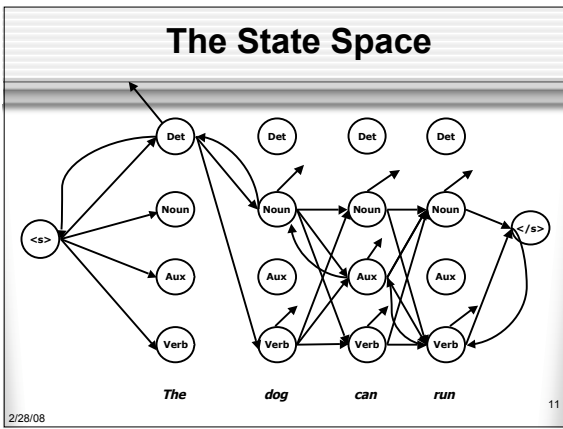 The State Space
Det Det Det Det
Noun Noun Noun Noun
<s> </s>
Aux Aux Aux Aux
Verb Verb Verb Verb
The dog can run
2/28/08 11